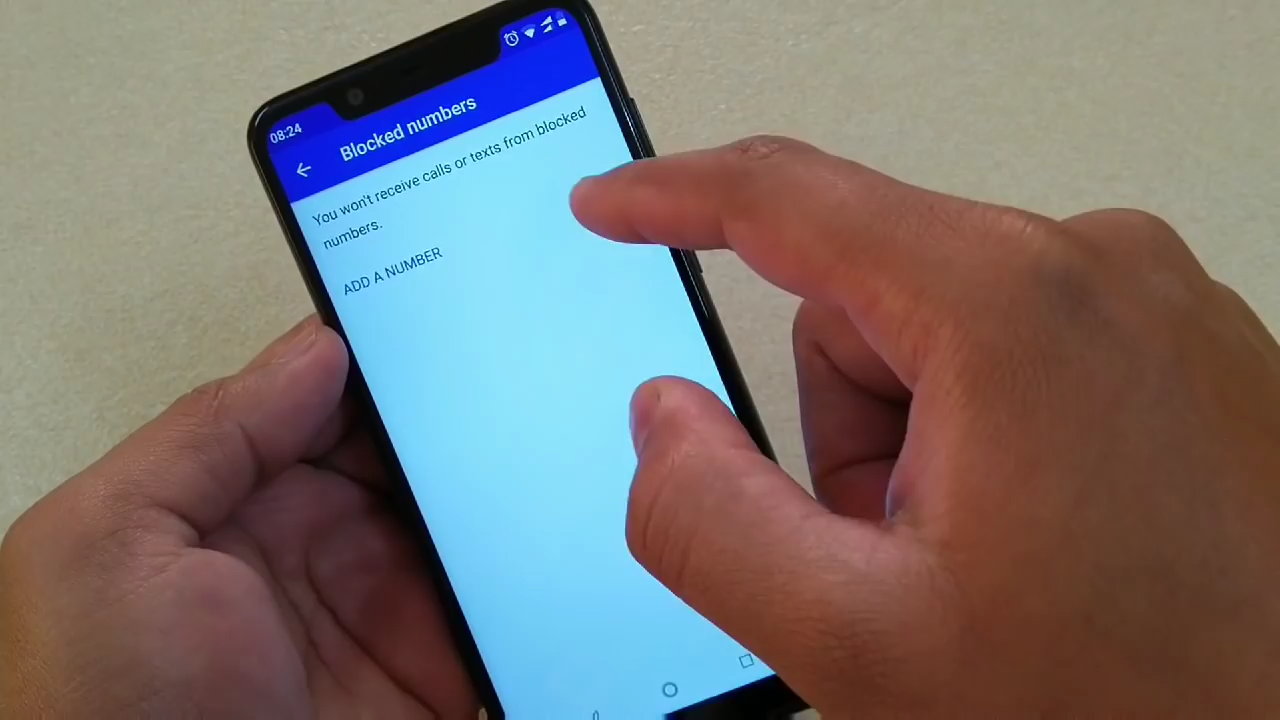 08:24
Blocked numbers
You won't receive calls or texts from blocked
numbers.
ADD A NUMBER